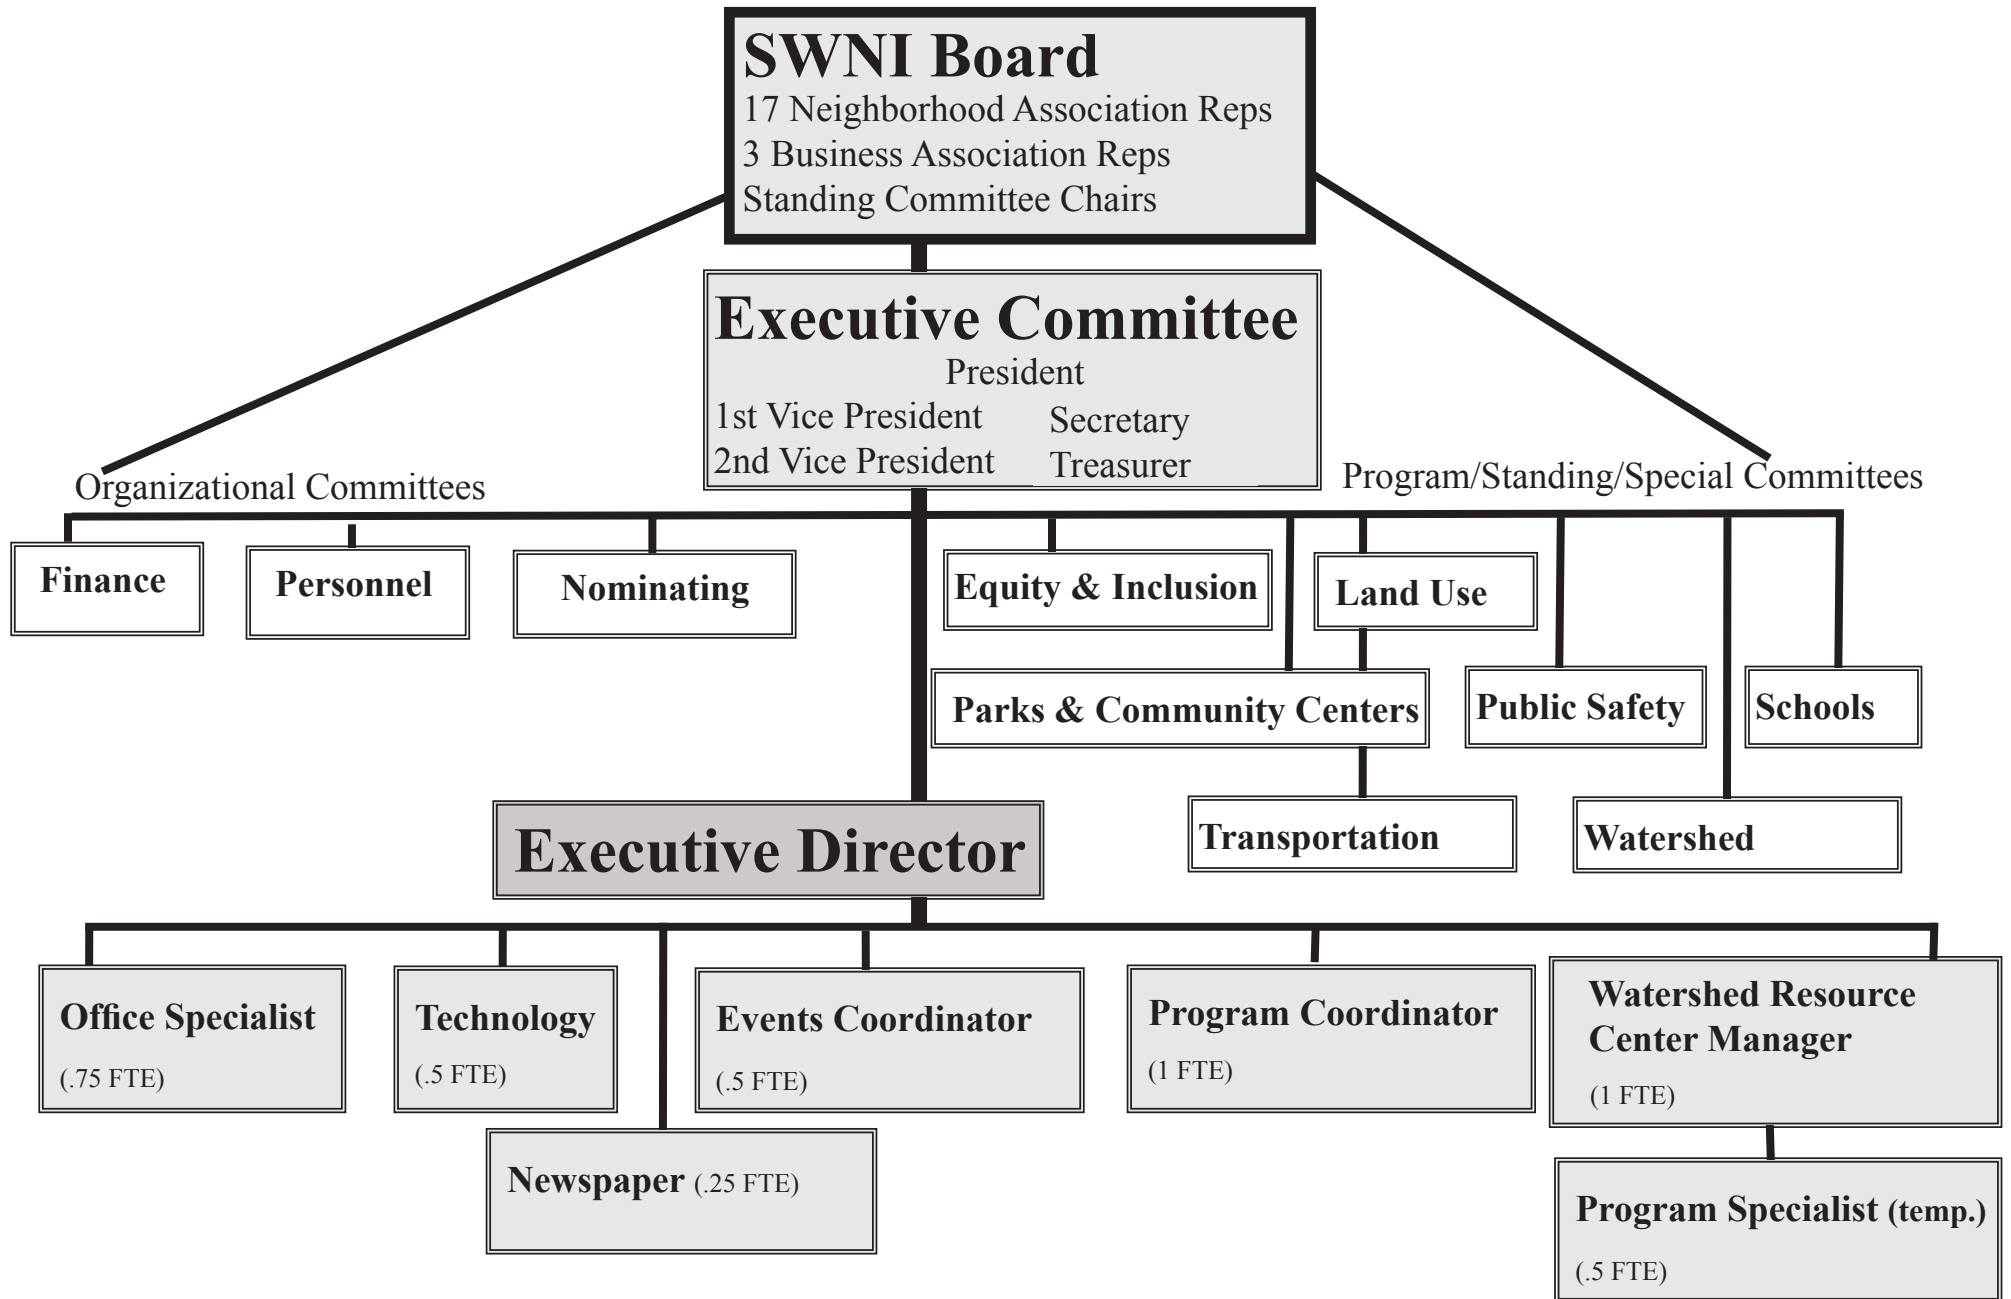 SWNI Board
17 Neighborhood Association Reps
3 Business Association Reps
Standing Committee Chairs
Executive Committee
President
1st Vice President
2nd Vice President
Secretary
Treasurer
Organizational Committees
Program/Standing/Special Committees
Finance
Personnel
Nominating
Equity & Inclusion
Land Use
Parks & Community Centers
Public Safety
Schools
Transportation
Watershed
Executive Director
Office Specialist
(.75 FTE)
Technology
(.5 FTE)
Events Coordinator
(.5 FTE)
Program Coordinator
(1 FTE)
Watershed Resource
Center Manager
(1 FTE)
Newspaper (.25 FTE)
Program Specialist (temp.)
(.5 FTE)